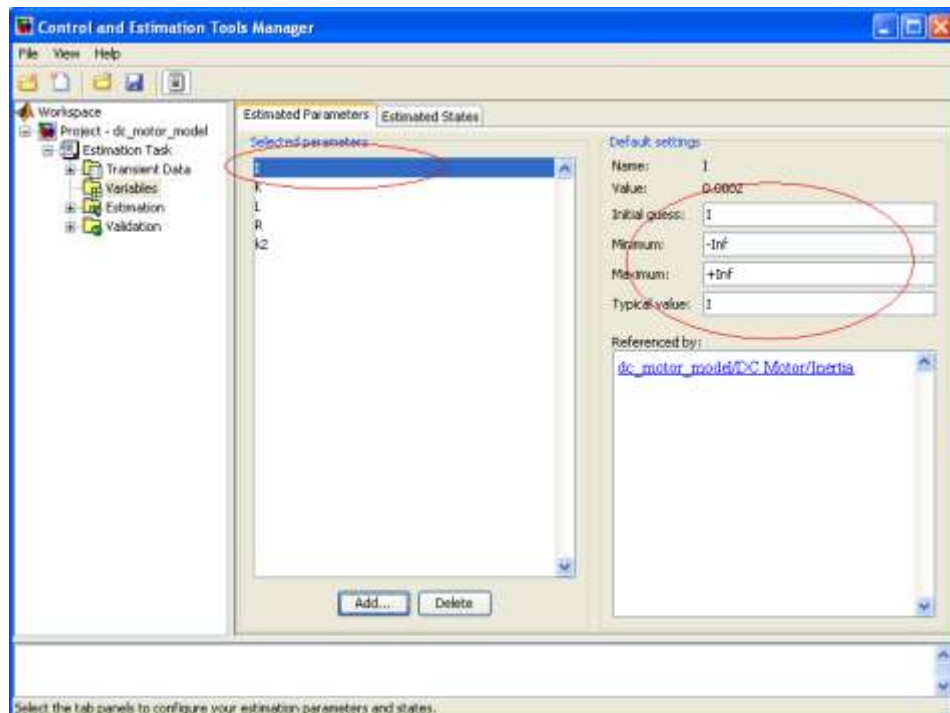 Control and Estimation Tools Manager
File View Help
Workspace
Project - dc_motor_model
Estimation Task
Transient Data
Variables
Estimation
Validation
Estimated Parameters Estimated States
Selected parameters
I
K
L
R
k2
Add... Delete
Default settings
Name: I
Value: 0.0002
Initial guess: I
Minimum: -Inf
Maximum: +Inf
Typical value: I
Referenced by:
dc_motor_model/DC Motor/Inertia
Select the tab panels to configure your estimation parameters and states.